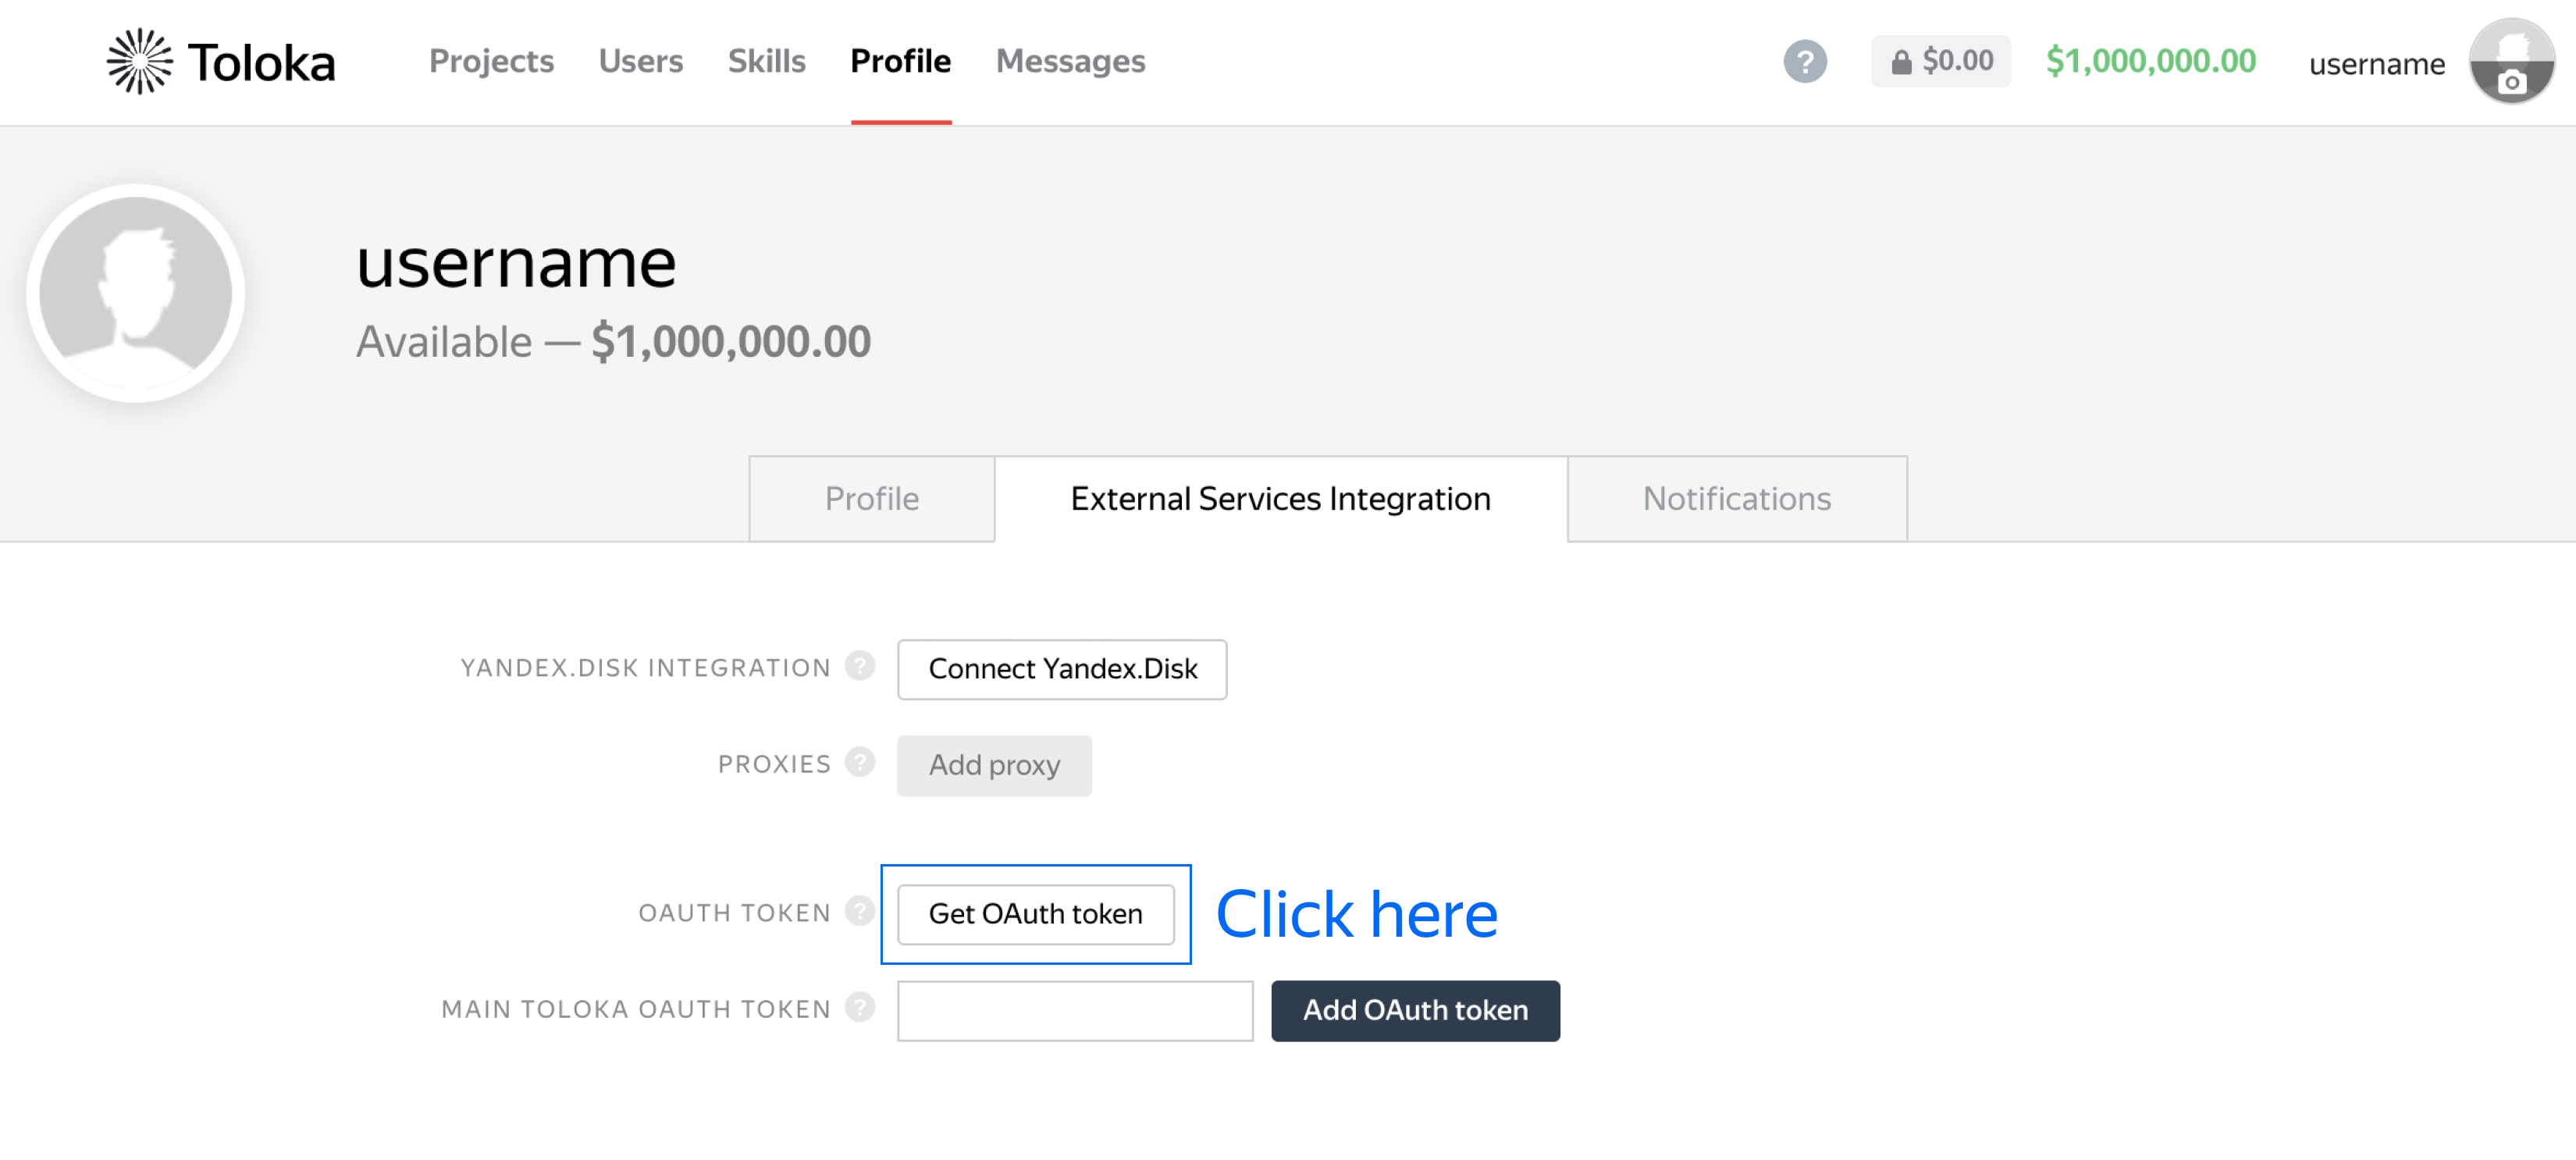 Toloka Projects Users Skills Profile Messages ? $0.00 $1,000,000.00 username
username
Available — $1,000,000.00
Profile External Services Integration Notifications
YANDEX.DISK INTEGRATION ? Connect Yandex.Disk
PROXIES ? Add proxy
OAUTH TOKEN ? Get OAuth token Click here
MAIN TOLOKA OAUTH TOKEN ? Add OAuth token